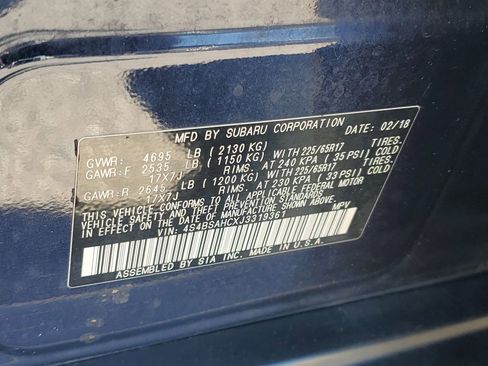 MFD BY SUBARU CORPORATION DATE: 02/18
GVWR: 4695 LB ( 2130 KG) TIRES.
GAWR:F 2535 LB ( 1150 KG) WITH 225/65R17
17X7J RIMS. AT 240 KPA ( 35 PSI) COLD
TIRES.
GAWR:R 2645 LB ( 1200 KG) WITH 225/65R17
17X7J RIMS. AT 230 KPA ( 33 PSI) COLD
THIS VEHICLE CONFORMS TO ALL APPLICABLE FEDERAL MOTOR
VEHICLE SAFETY AND BUMPER STANDARDS
IN EFFECT ON THE DATE OF MANUFACTURE SHOWN ABOVE.
VIN: 4S4BSAHCXJ3319361 MPV
ASSEMBLED BY SIA INC. MADE IN U.S.A.